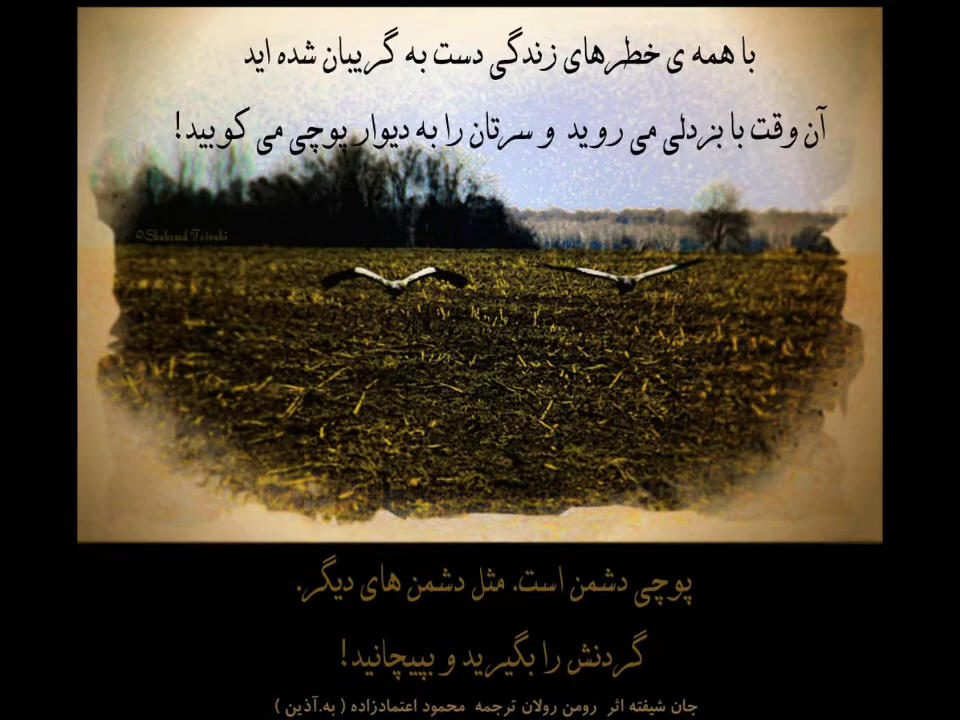 با همه ی خطرهای زندگی دست به گریبان شده اید
آن وقت با بزدلی می روید و سرتان را به دیوار پوچی می کوبید!
©Shahrzad
پوچی دشمن است. مثل دشمن های دیگر.
گردنش را بگیرید و بپیچانید!
جان شیفته اثر رومن رولان ترجمه محمود اعتمادزاده ( به.آذین )